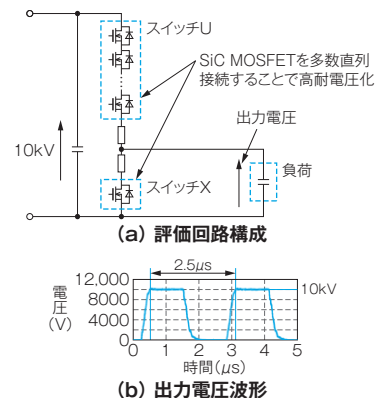 スイッチU
SiC MOSFETを多数直列
接続することで高耐電圧化
出力電圧
10kV
負荷
スイッチX
(a) 評価回路構成
2.5μs
12,000
10kV
8000
4000
0
電圧
(V)
0 1 2 3 4 5
時間(μs)
(b) 出力電圧波形